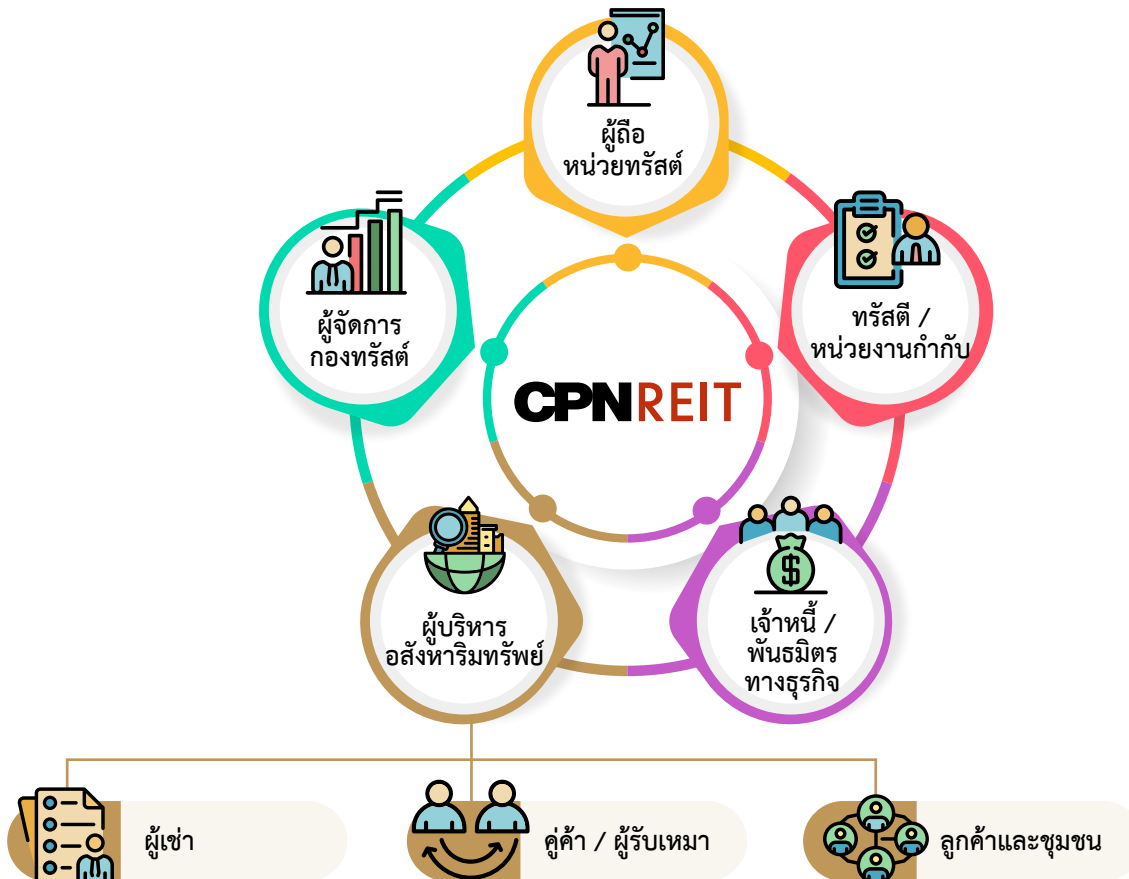 ผู้ถือ
หน่วยทรัสต์
ผู้จัดการ
กองทรัสต์
ทรัสตี /
หน่วยงานกำกับ
CPNREIT
ผู้บริหาร
อสังหาริมทรัพย์
เจ้าหนี้ /
พันธมิตร
ทางธุรกิจ
ผู้เช่า
คู่ค้า / ผู้รับเหมา
ลูกค้าและชุมชน